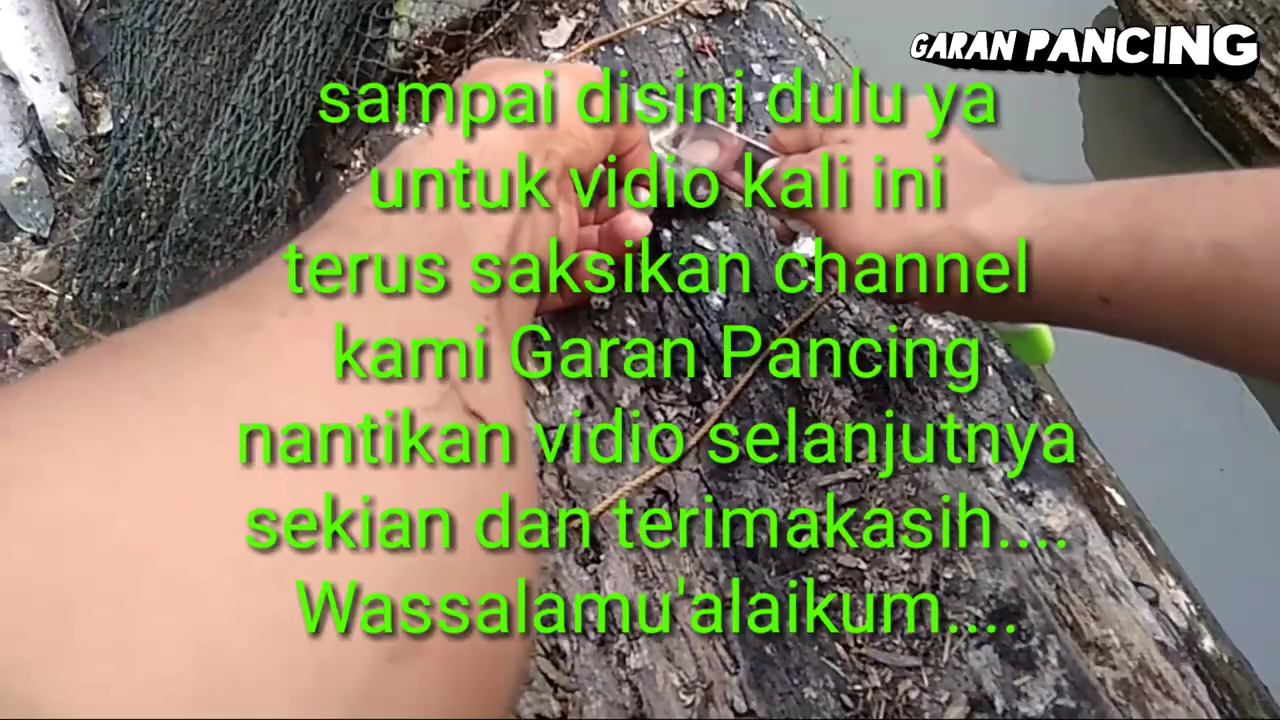 GARAN PANCING
sampai disini dulu ya
untuk vidio kali ini
terus saksikan channel
kami Garan Pancing
nantikan vidio selanjutnya
sekian dan terimakasih....
Wassalamu'alaikum....